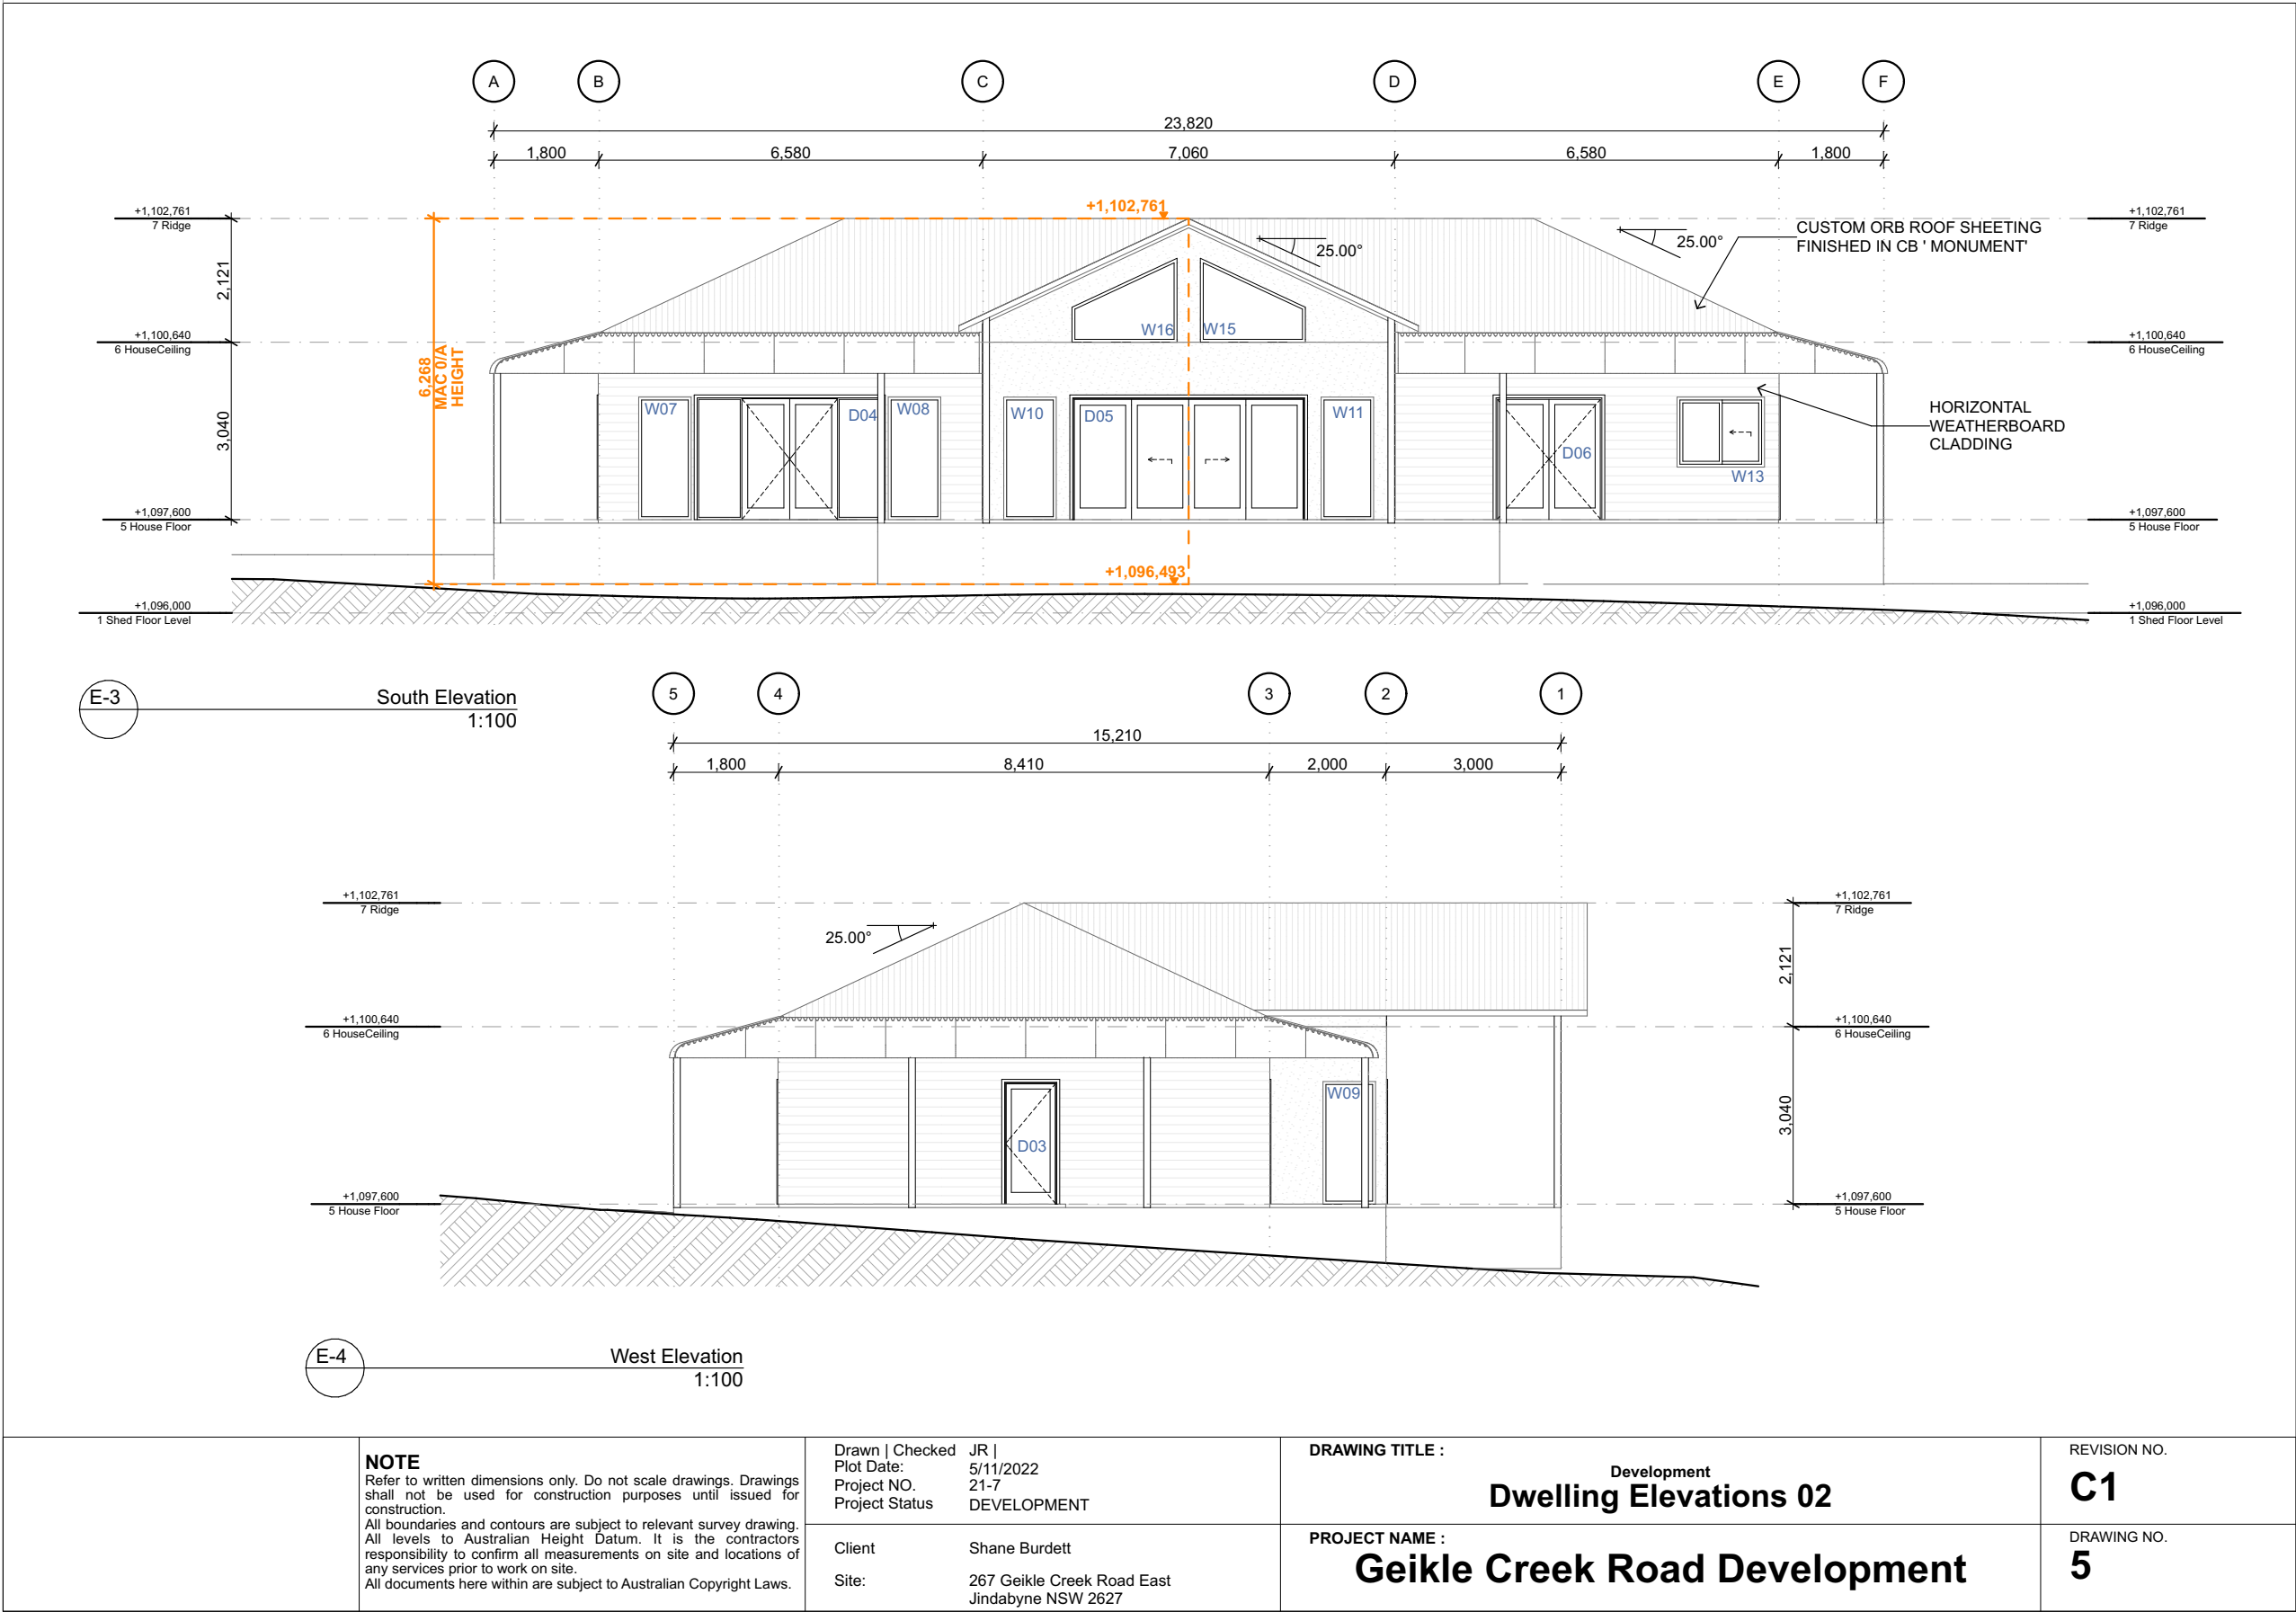 A B C D E F
23,820
1,800 6,580 7,060 6,580 1,800
+1,102,761
7 Ridge
+1,102,761
+1,102,761
7 Ridge
25.00°
25.00°
CUSTOM ORB ROOF SHEETING
FINISHED IN CB ' MONUMENT'
2,121
+1,100,640
6 HouseCeiling
W16 W15
+1,100,640
6 HouseCeiling
6,268
MAC 0/A
HEIGHT
3,040
W07 D04 W08 W10 D05 W11 D06 W13
HORIZONTAL
WEATHERBOARD
CLADDING
+1,097,600
5 House Floor
+1,097,600
5 House Floor
+1,096,493
+1,096,000
1 Shed Floor Level
+1,096,000
1 Shed Floor Level
E-3
South Elevation
1:100
5 4 3 2 1
15,210
1,800 8,410 2,000 3,000
+1,102,761
7 Ridge
+1,102,761
7 Ridge
25.00°
2,121
+1,100,640
6 HouseCeiling
+1,100,640
6 HouseCeiling
W09
D03
3,040
+1,097,600
5 House Floor
+1,097,600
5 House Floor
E-4
West Elevation
1:100
NOTE
Refer to written dimensions only. Do not scale drawings. Drawings
shall not be used for construction purposes until issued for
construction.
All boundaries and contours are subject to relevant survey drawing.
All levels to Australian Height Datum. It is the contractors
responsibility to confirm all measurements on site and locations of
any services prior to work on site.
All documents here within are subject to Australian Copyright Laws.
Drawn | Checked JR |
Plot Date: 5/11/2022
Project NO. 21-7
Project Status DEVELOPMENT
Client Shane Burdett
Site: 267 Geikle Creek Road East
Jindabyne NSW 2627
DRAWING TITLE :
Development
Dwelling Elevations 02
PROJECT NAME :
Geikle Creek Road Development
REVISION NO.
C1
DRAWING NO.
5